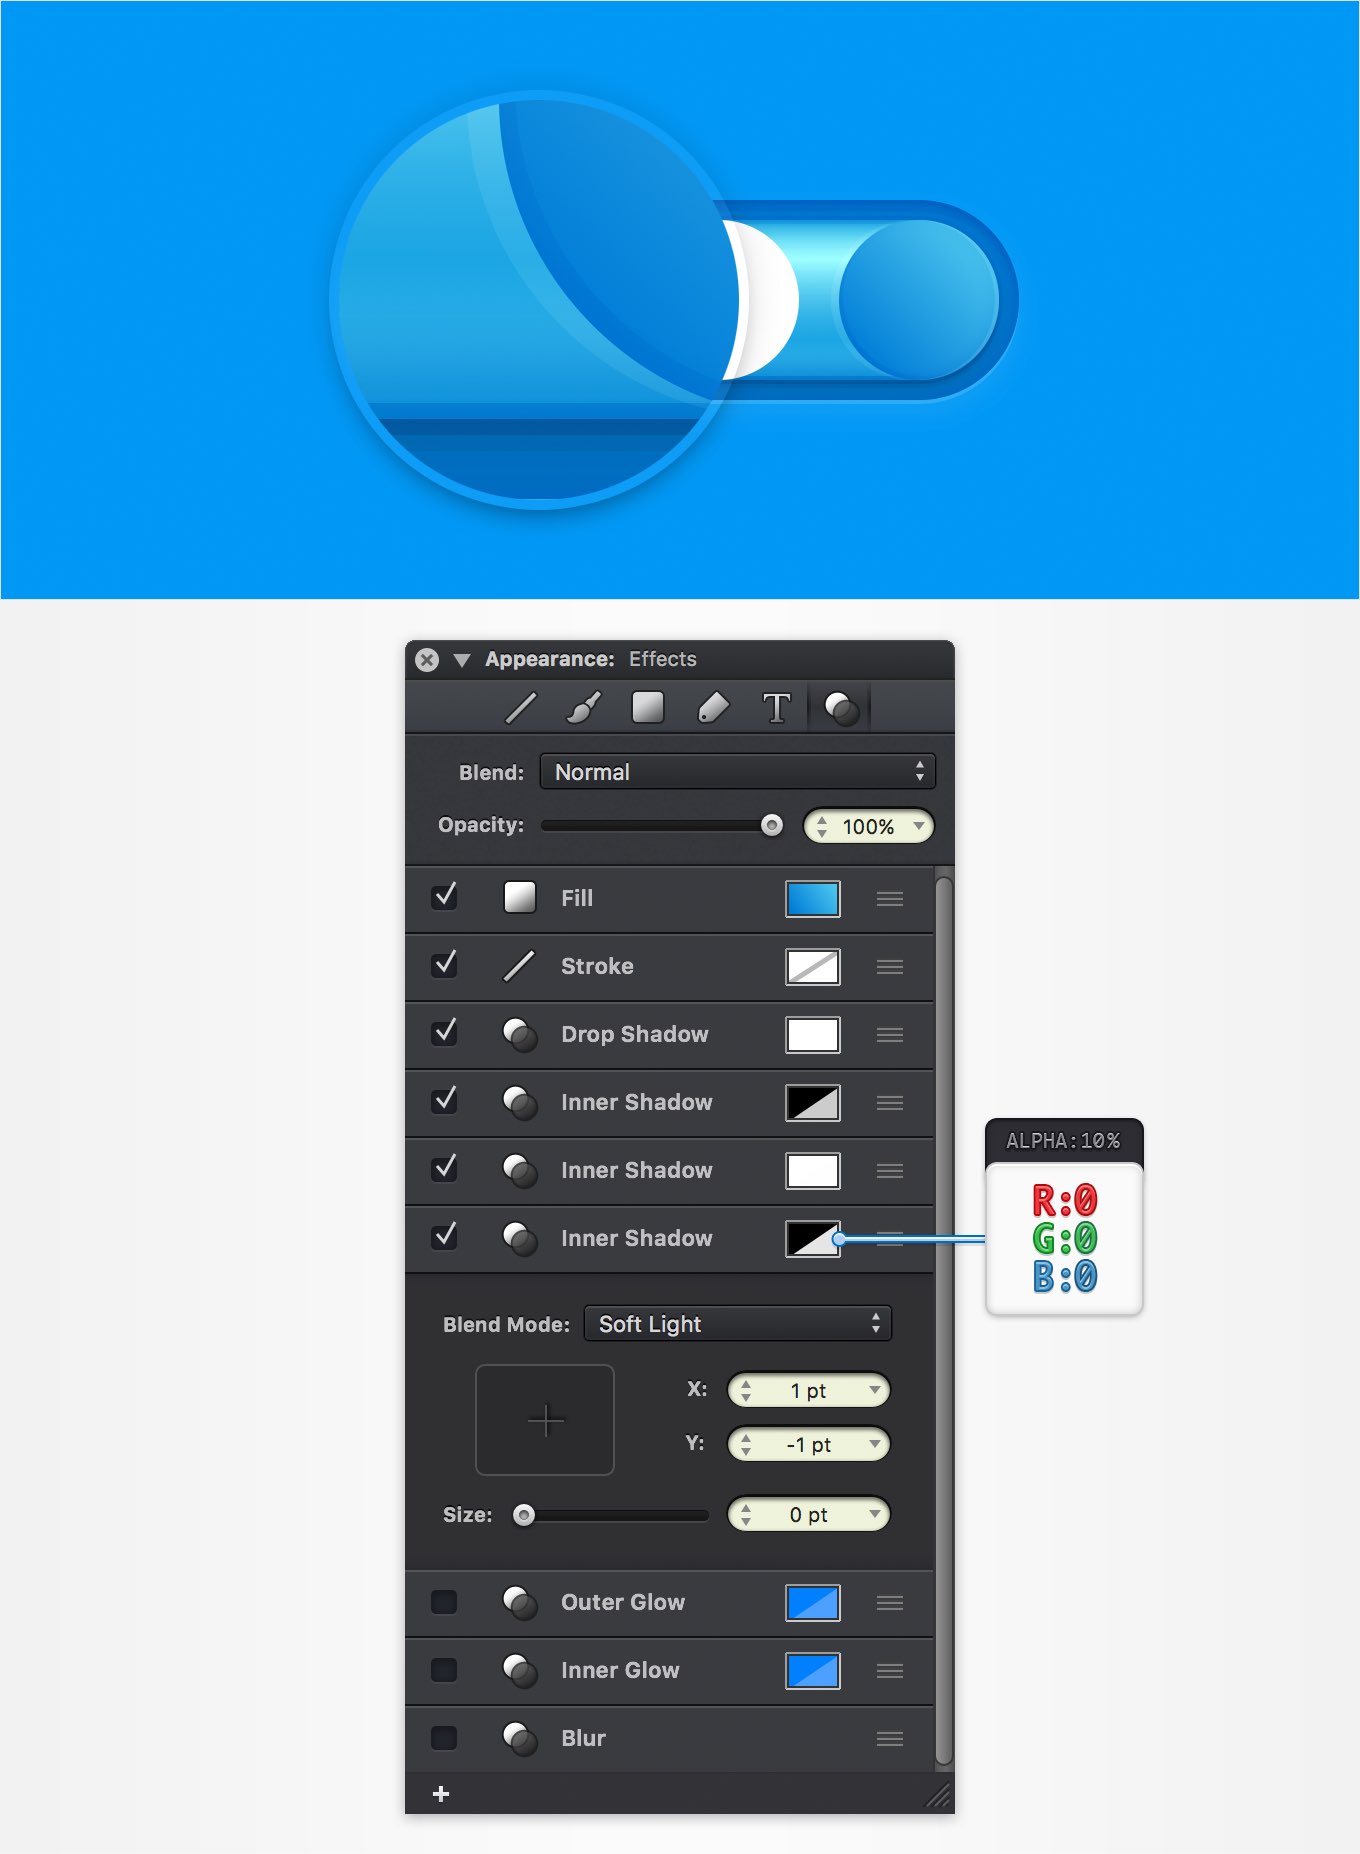 Appearance: Effects
T
Blend: Normal
Opacity: 100%
Fill
Stroke
Drop Shadow
Inner Shadow
Inner Shadow
Inner Shadow
ALPHA:10%
R:0
G:0
B:0
Blend Mode: Soft Light
X: 1 pt
Y: -1 pt
Size: 0 pt
Outer Glow
Inner Glow
Blur